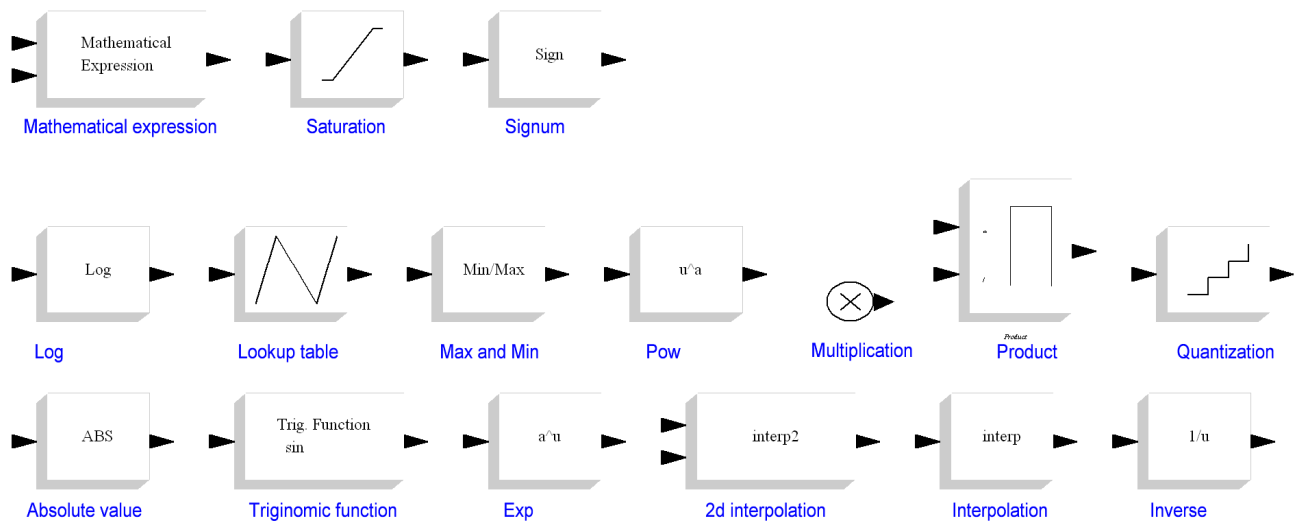 Mathematical
Expression
Sign
Mathematical expression
Saturation
Signum
Log
Min/Max
u^a
Product
Log
Lookup table
Max and Min
Pow
Multiplication
Product
Quantization
ABS
Trig. Function
sin
a^u
interp2
interp
1/u
Absolute value
Triginomic function
Exp
2d interpolation
Interpolation
Inverse